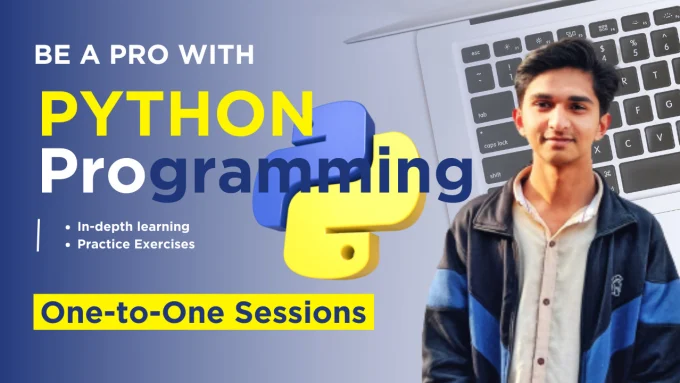 BE A PRO WITH
PYTHON
Programming
• In-depth learning
• Practice Exercises
One-to-One Sessions